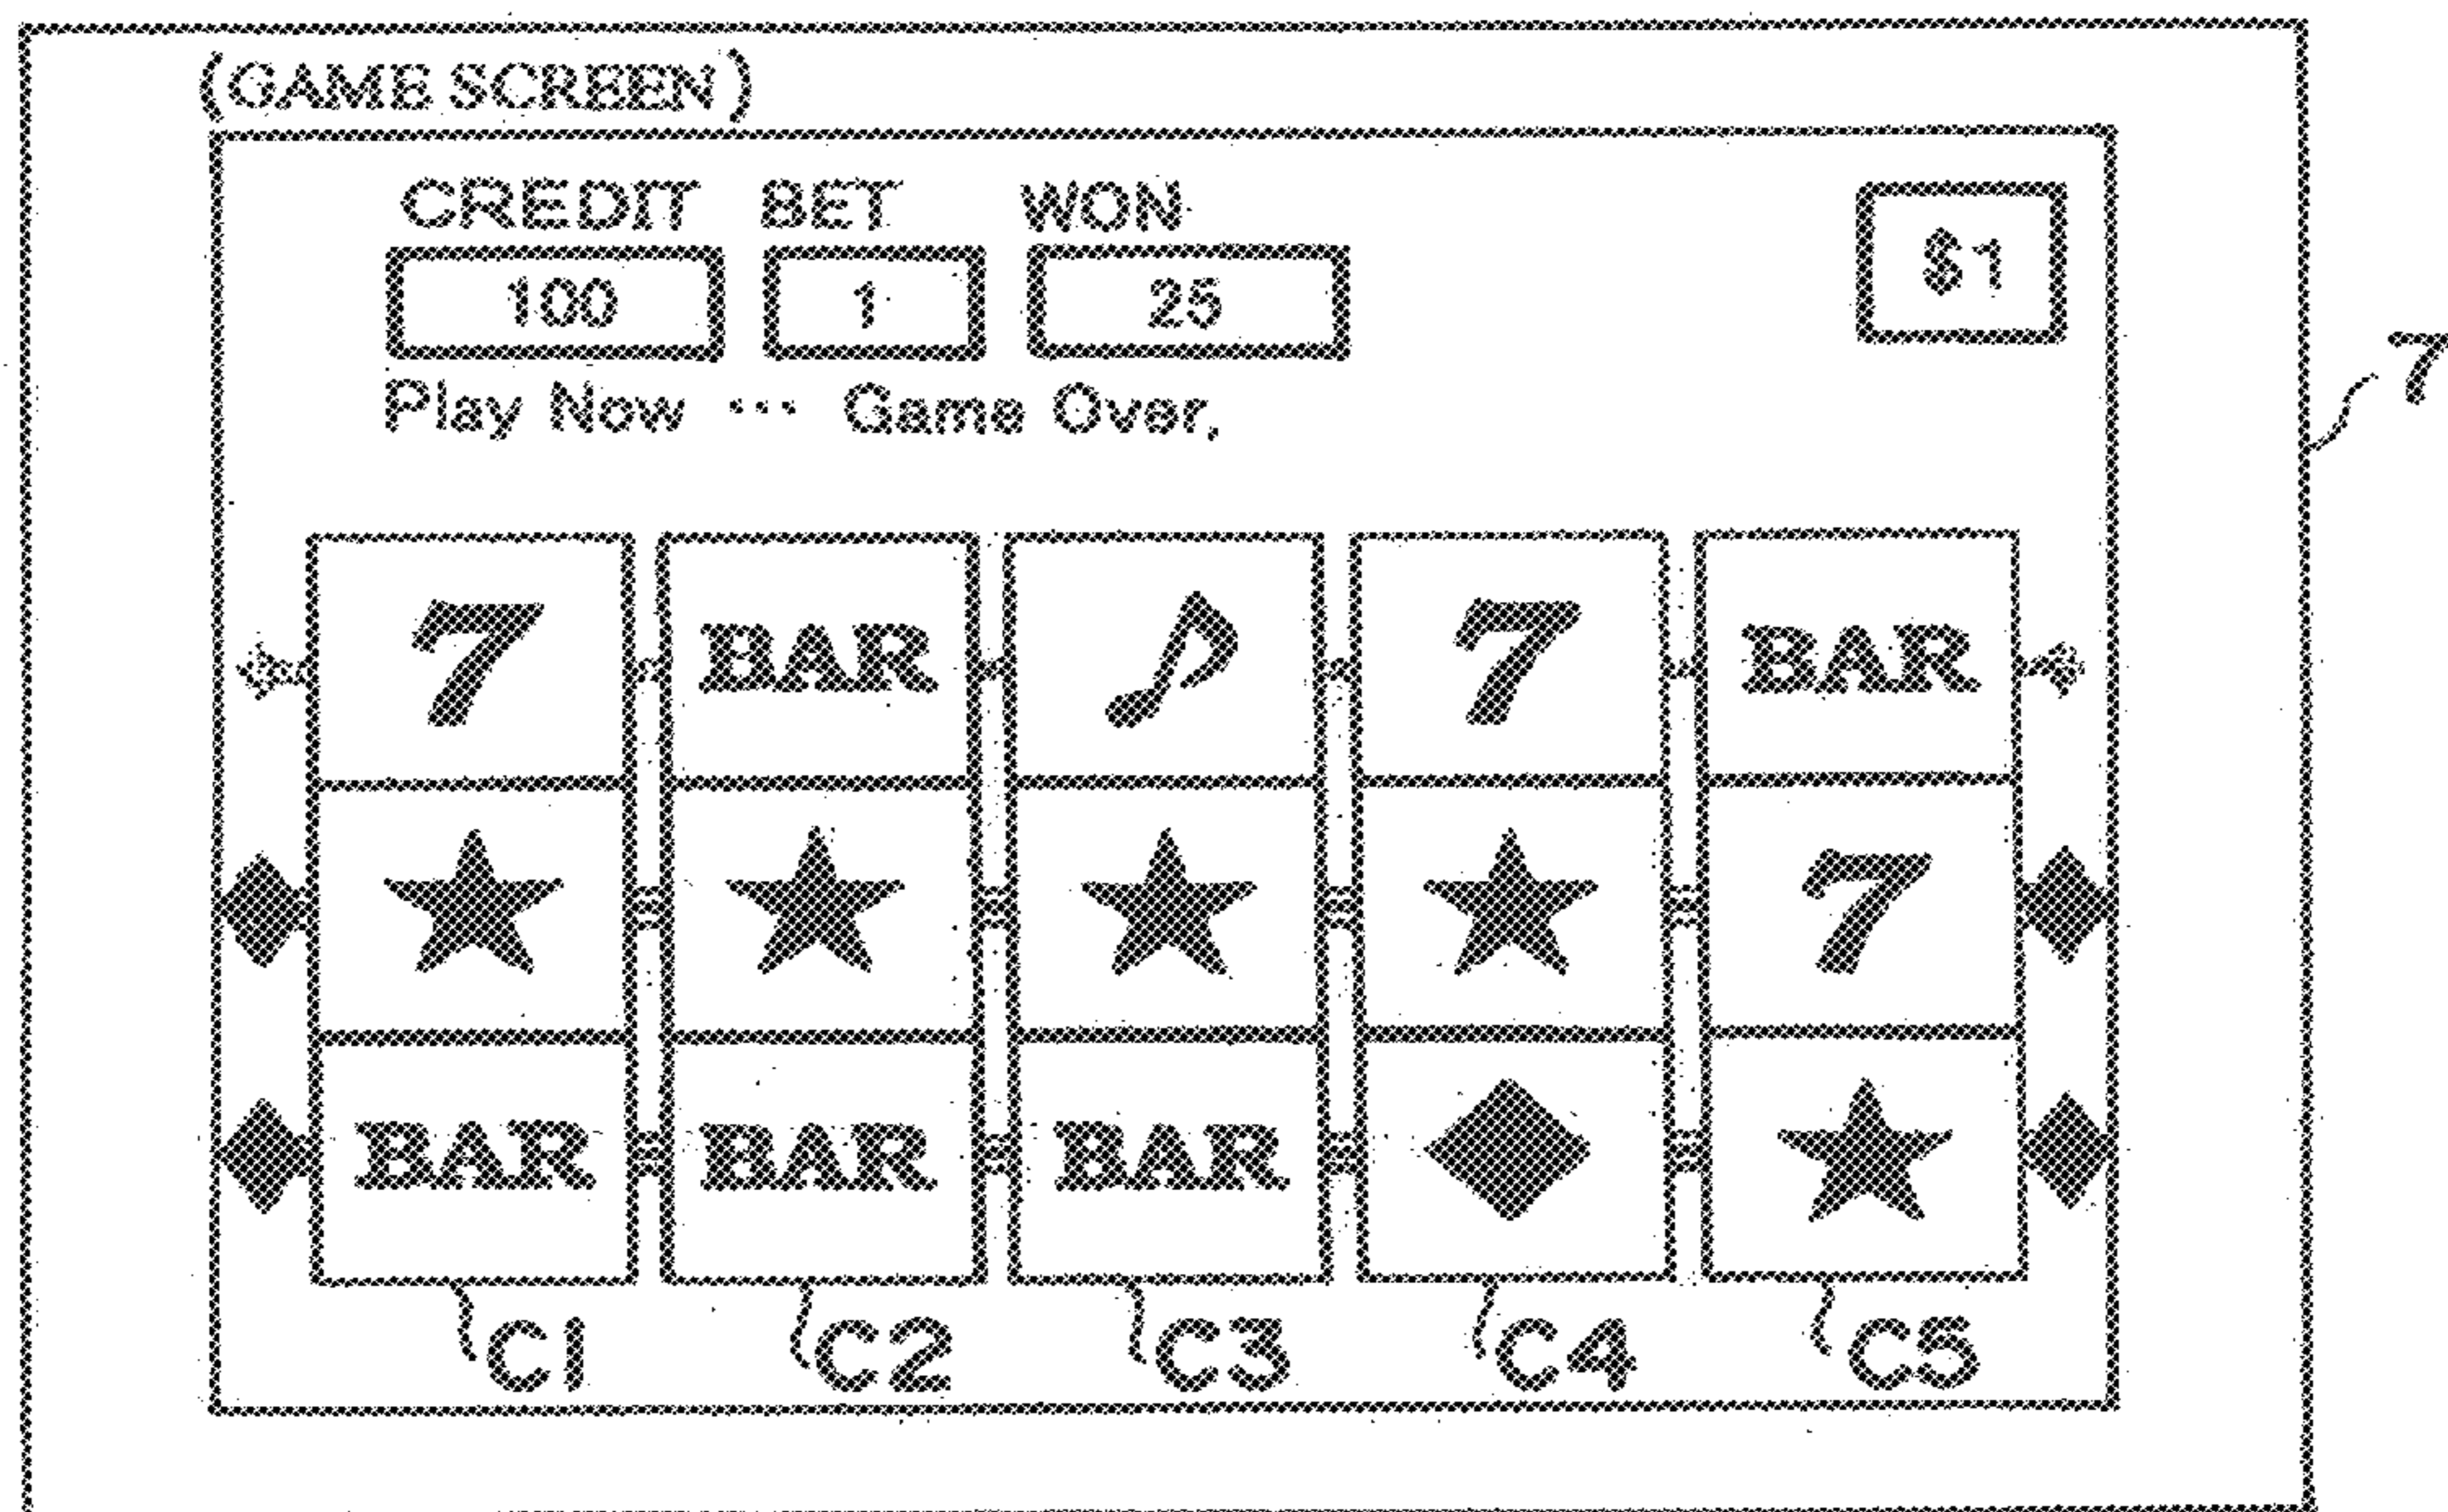 (GAME SCREEN)
CREDIT BET WON
100 1 25 $1
Play Now ... Game Over,
7
7 BAR 7 BAR
7
BAR BAR BAR
C1 C2 C3 C4 C5